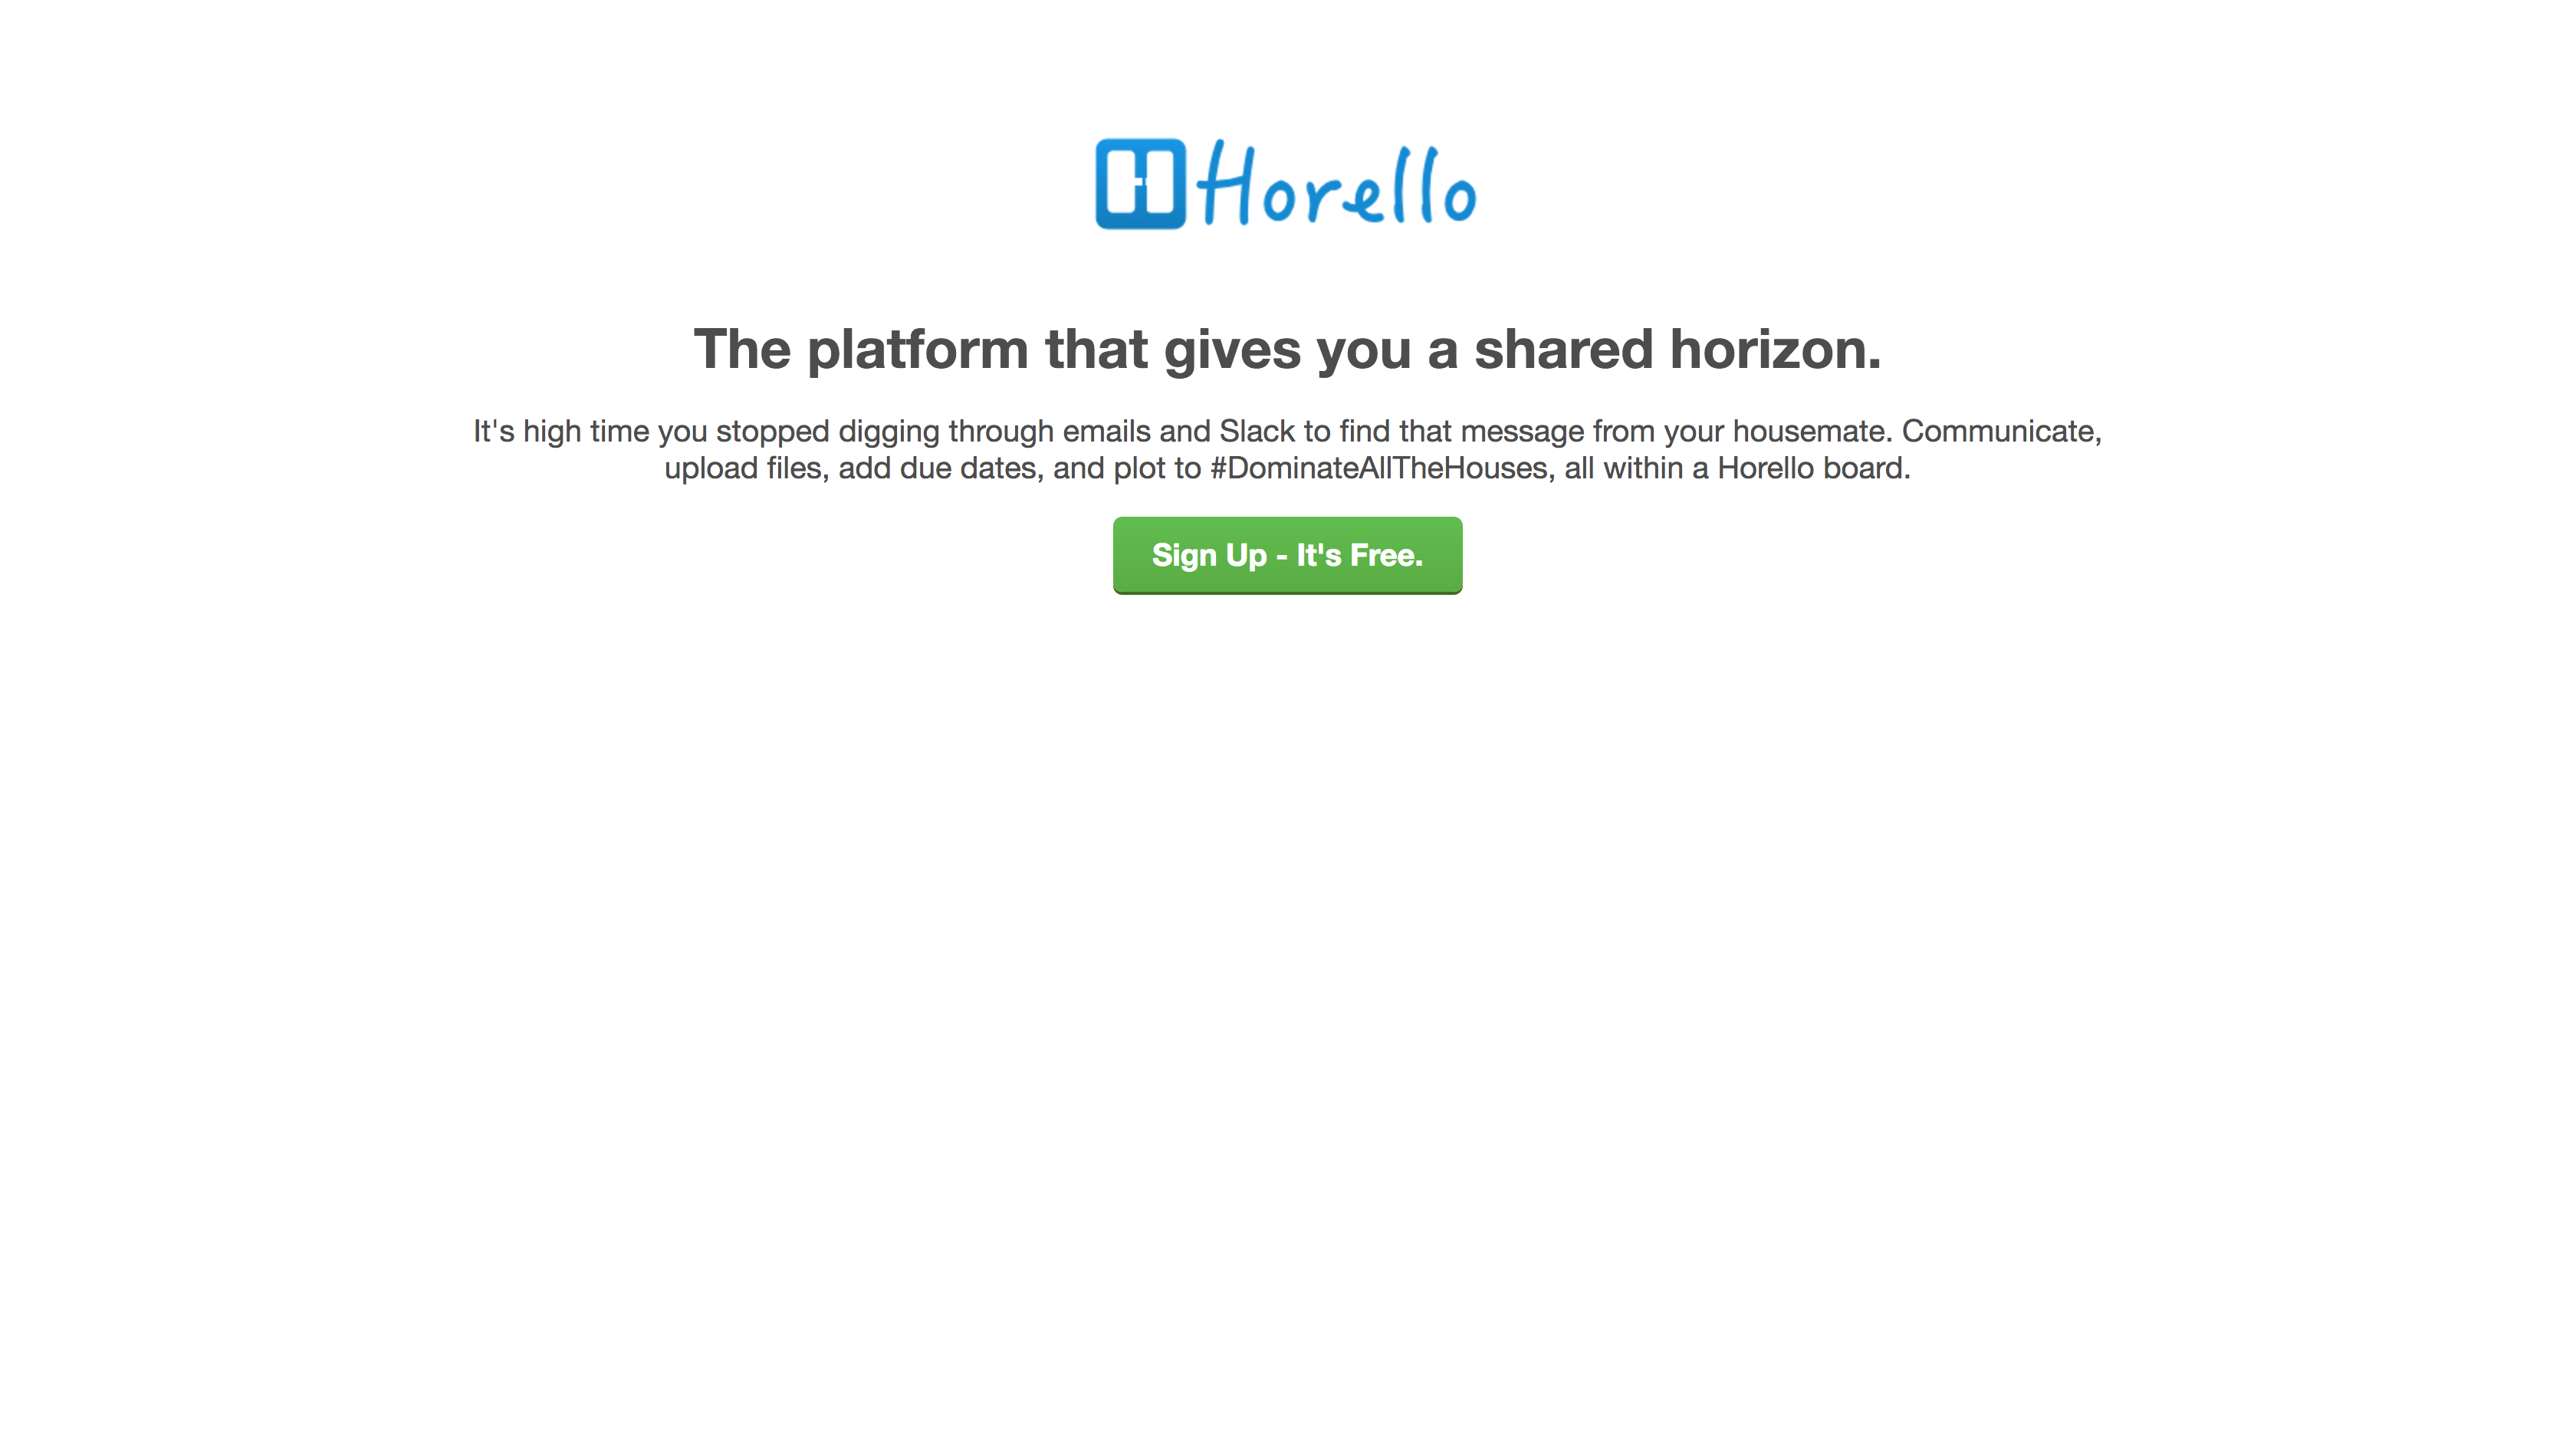 Horello
The platform that gives you a shared horizon.
It's high time you stopped digging through emails and Slack to find that message from your housemate. Communicate,
upload files, add due dates, and plot to #DominateAllTheHouses, all within a Horello board.
Sign Up - It's Free.